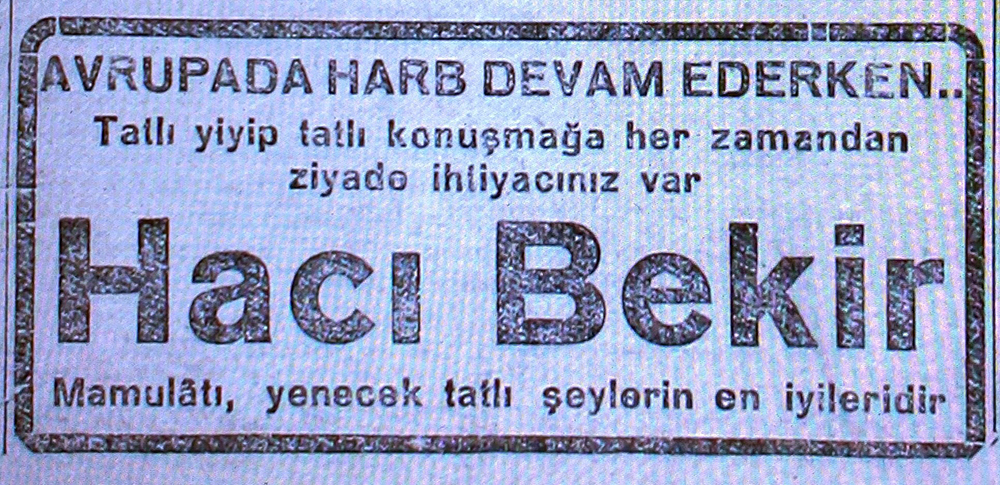 AVRUPADA HARB DEVAM EDERKEN..
Tatlı yiyip tatlı konuşmağa her zamandan
ziyade ihtiyacınız var
Hacı Bekir
Mamulâtı, yenecek tatlı şeylerin en iyileridir